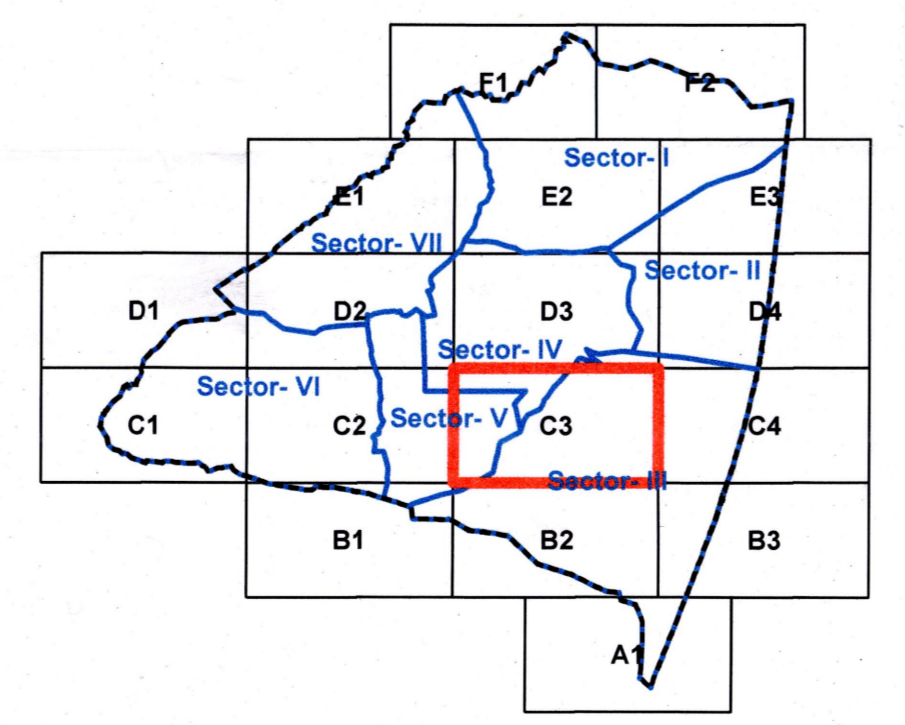 F1
F2
Sector- I
E1
E2
E3
Sector- VII
Sector- II
D1
D2
D3
D4
Sector- IV
Sector- VI
Sector- V
C1
C2
C3
C4
Sector- III
B1
B2
B3
A1